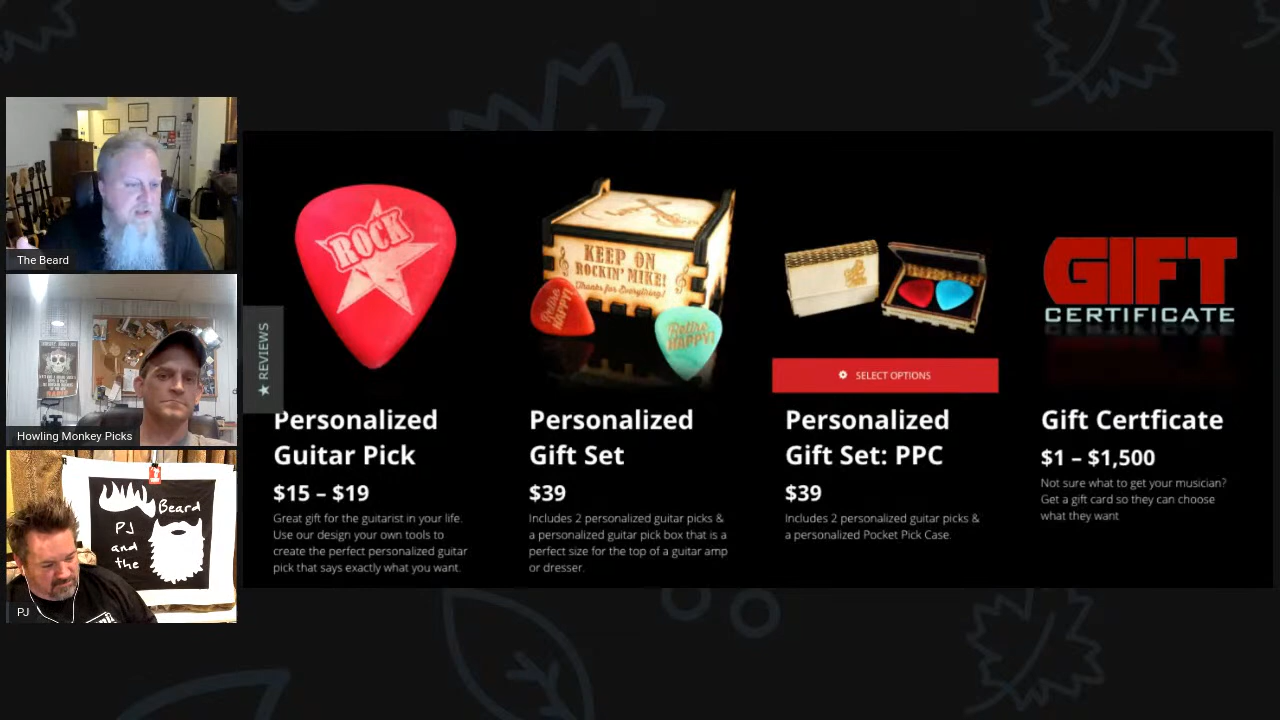 The Beard
Howling Monkey Picks
Beard
PJ
and
the
PJ
★ REVIEWS
ROCK
KEEP ON
ROCKIN' MIKE!
Thanks for Everything!
Retire
HAPPY!
Retire
HAPPY!
GIFT
CERTIFICATE
SELECT OPTIONS
Personalized
Guitar Pick
$15 – $19
Great gift for the guitarist in your life.
Use our design your own tools to
create the perfect personalized guitar
pick that says exactly what you want.
Personalized
Gift Set
$39
Includes 2 personalized guitar picks &
a personalized guitar pick box that is a
perfect size for the top of a guitar amp
or dresser.
Personalized
Gift Set: PPC
$39
Includes 2 personalized guitar picks &
a personalized Pocket Pick Case.
Gift Certficate
$1 – $1,500
Not sure what to get your musician?
Get a gift card so they can choose
what they want